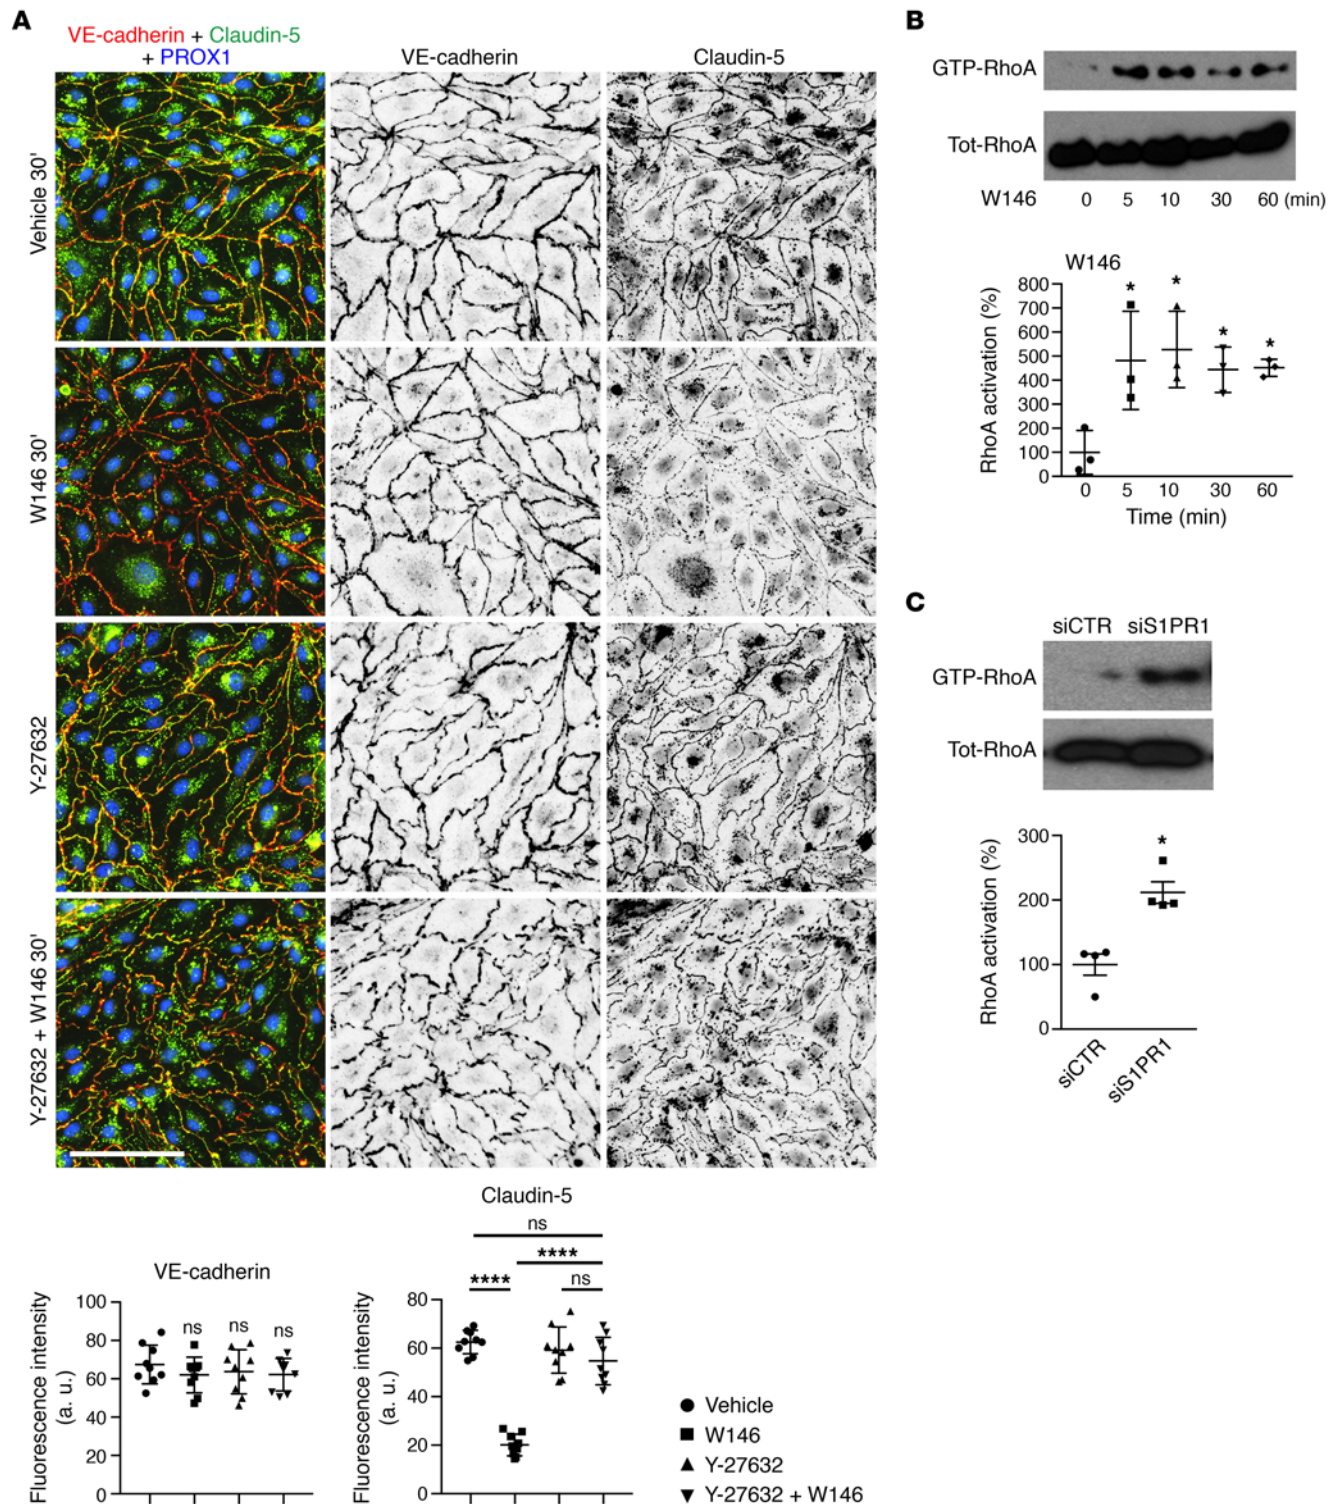 A
VE-cadherin + Claudin-5
+ PROX1
VE-cadherin
Claudin-5
Vehicle 30'
W146 30'
Y-27632
Y-27632 + W146 30'
VE-cadherin
Fluorescence intensity
(a. u.)
100
80
60
40
20
0
ns
ns
ns
Claudin-5
Fluorescence intensity
(a. u.)
80
60
40
20
0
ns
****
****
ns
Vehicle
W146
Y-27632
Y-27632 + W146
B
GTP-RhoA
Tot-RhoA
W146 0 5 10 30 60 (min)
W146
RhoA activation (%)
800
700
600
500
400
300
200
100
0
* * * *
0 5 10 30 60
Time (min)
C
siCTR siS1PR1
GTP-RhoA
Tot-RhoA
RhoA activation (%)
300
200
100
0
*
siCTR
siS1PR1